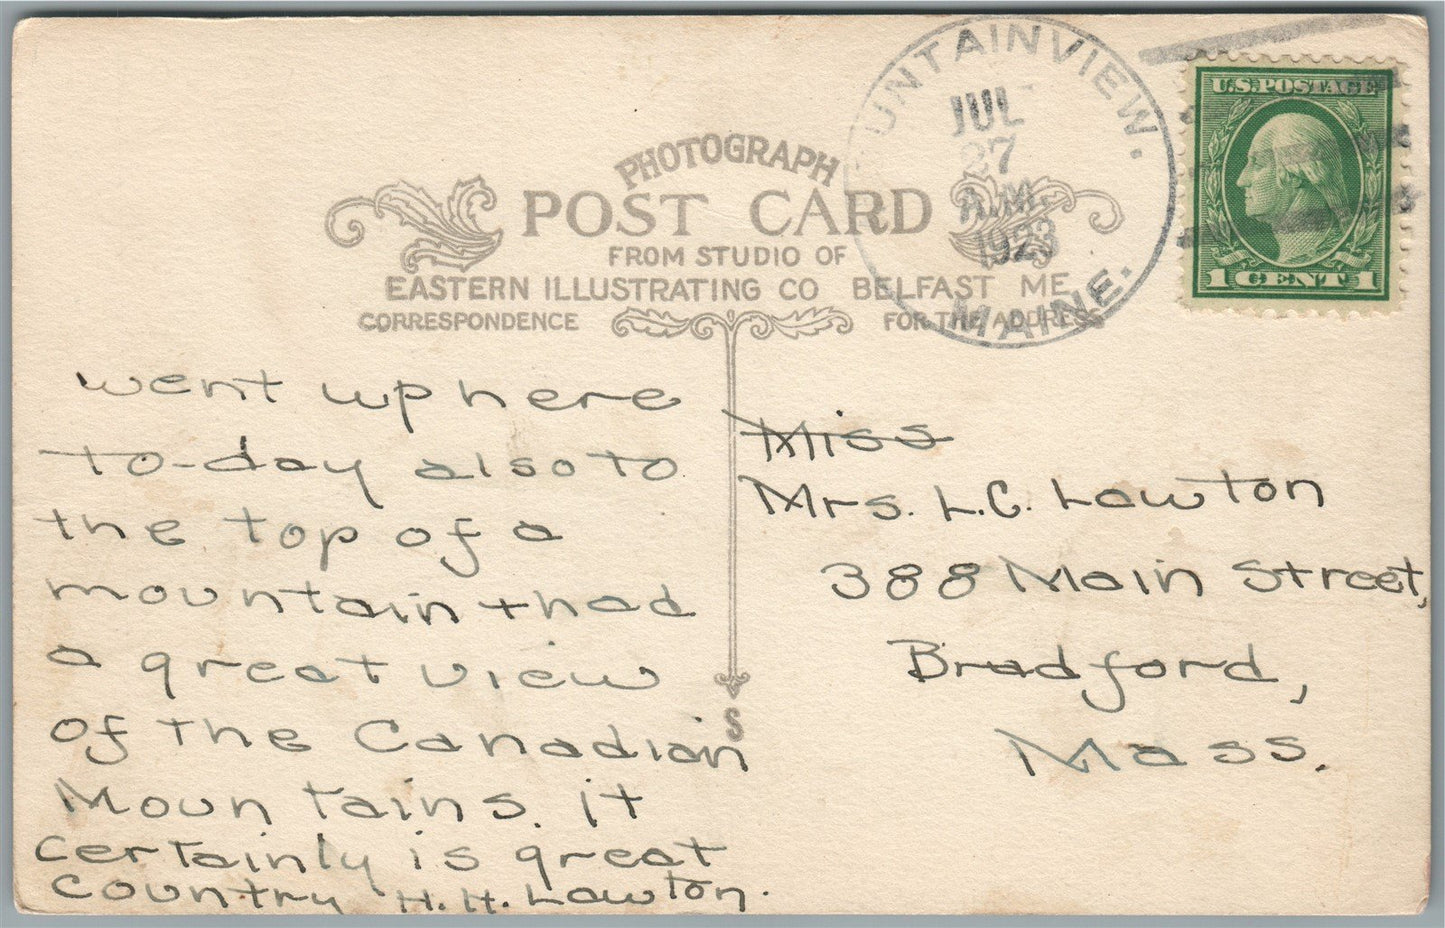 UNTAINVIEW.
JUL
27
A.M.
1923
MAINE.
U.S. POSTAGE
1 CENT 1
PHOTOGRAPH
POST CARD
FROM STUDIO OF
EASTERN ILLUSTRATING CO BELFAST ME
CORRESPONDENCE
FOR THE ADDRESS
S
went up here
to-day also to
the top of a
mountain + had
a great view
of the Canadian
Mountains. it
certainly is great
country H.H. Lawton.
Miss
Mrs. L.C. Lawton
388 Main Street,
Bradford,
Mass.